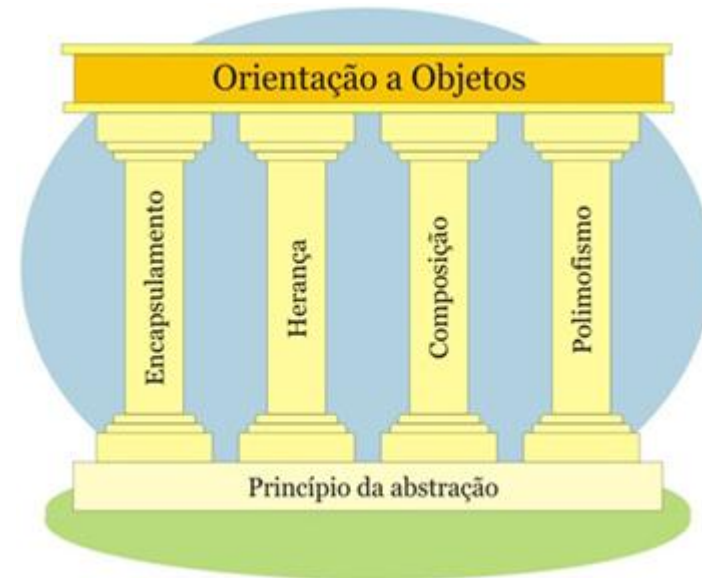 Orientação a Objetos
Encapsulamento
Herança
Composição
Polimofismo
Princípio da abstração